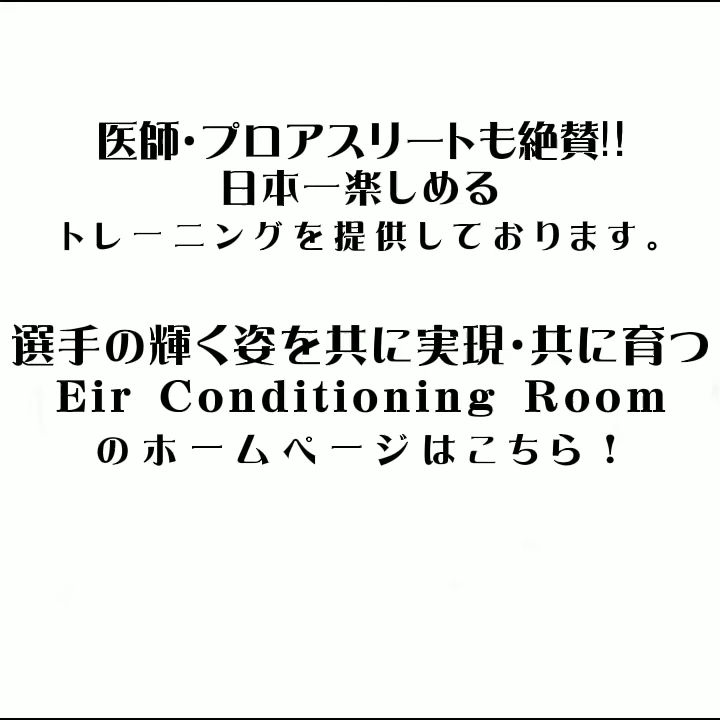 医師・プロアスリートも絶賛!!
日本一楽しめる
トレーニングを提供しております。
選手の輝く姿を共に実現・共に育つ
Eir Conditioning Room
のホームページはこちら！